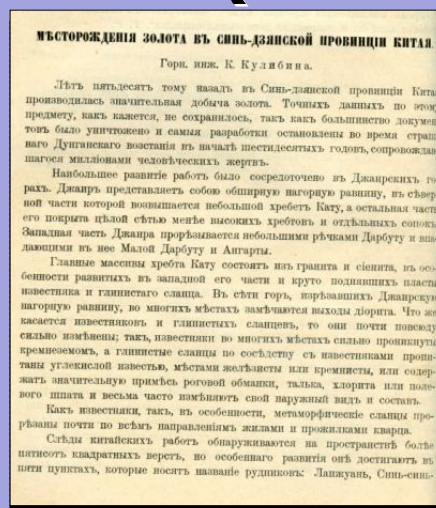 МѢСТОРОЖДЕНІЯ ЗОЛОТА ВЪ СИНЬ-ДЗЯНСКОЙ ПРОВИНЦІИ КИТАЯ.
Горн. инж. К. Кулибина.
Лѣтъ пятьдесятъ тому назадъ въ Синь-дзянской провинціи Кита
производилась значительная добыча золота. Точныхъ данныхъ по этом
предмету, какъ кажется, не сохранилось, такъ какъ большинство докумен
товъ было уничтожено и самыя разработки остановлены во время страш
наго Дунганскаго возстанія въ началѣ шестидесятыхъ годовъ, сопровождав
шагося милліонами человѣческихъ жертвъ.
Наибольшее развитіе работъ было сосредоточено въ Джаирскихъ го
рахъ. Джаиръ представляетъ собою обширную нагорную равнину, въ сѣвер
ной части которой возвышается небольшой хребетъ Кату, а остальная часть
его покрыта цѣлой сѣтью менѣе высокихъ хребтовъ и отдѣльныхъ сопокъ
Западная часть Джаира прорѣзывается небольшими рѣчками Дарбуту и впа
дающими въ нее Малой Дарбуту и Ангарты.
Главные массивы хребта Кату состоятъ изъ гранита и сіенита, въ осо
бенности развитыхъ въ западной его части и круто поднявшихъ пласты
известняка и глинистаго сланца. Въ сѣти горъ, изрѣзавшихъ Джаирскую
нагорную равнину, во многихъ мѣстахъ замѣчаются выходы діорита. Что же
касается известняковъ и глинистыхъ сланцевъ, то они почти повсюду
сильно измѣнены; такъ, известняки во многихъ мѣстахъ сильно проникнуты
кремнеземомъ, а глинистые сланцы по сосѣдству съ известняками пропи-
таны углекислой известью, мѣстами желѣзисты или кремнисты, или содер-
жатъ значительную примѣсь роговой обманки, талька, хлорита или поле-
вого шпата и весьма часто измѣняютъ свой наружный видъ и составъ.
Какъ известняки, такъ, въ особенности, метаморфическіе сланцы про-
рѣзаны почти по всѣмъ направленіямъ жилами и прожилками кварца.
Слѣды китайскихъ работъ обнаруживаются на пространствѣ болѣе
пятисотъ квадратныхъ верстъ, но особеннаго развитія онѣ достигаютъ въ
пяти пунктахъ, которые носятъ названіе рудниковъ: Ланжуань, Синь-синь-